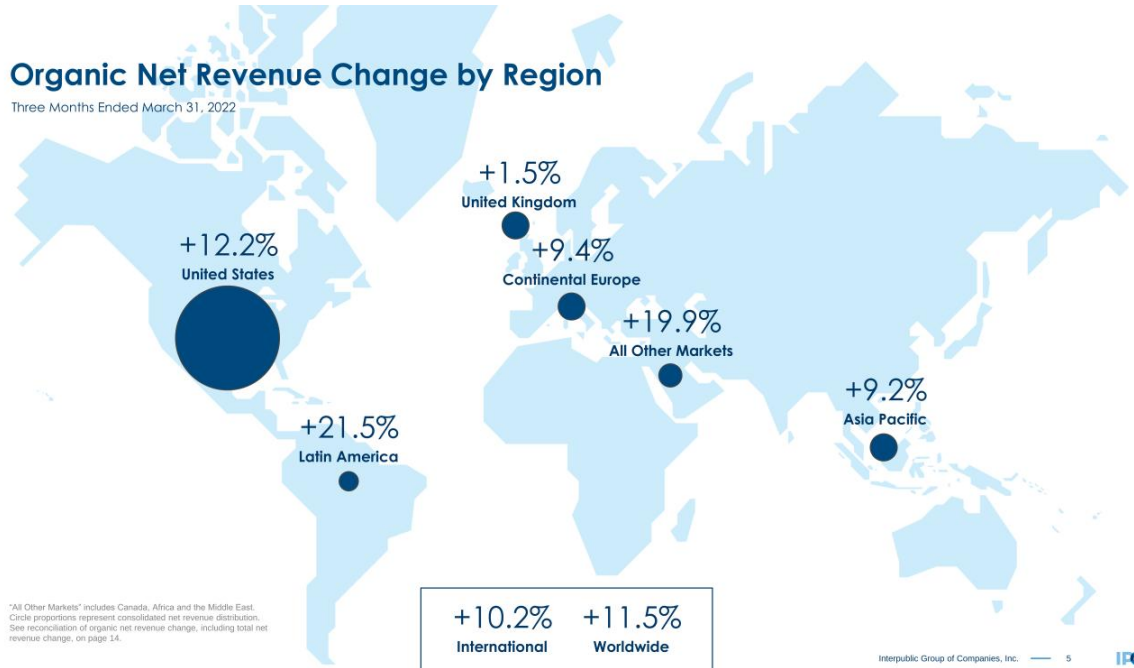 Organic Net Revenue Change by Region
Three Months Ended March 31, 2022
+1.5%
United Kingdom
+12.2%
United States
+9.4%
Continental Europe
+19.9%
All Other Markets
+9.2%
Asia Pacific
+21.5%
Latin America
"All Other Markets" includes Canada, Africa and the Middle East.
Circle proportions represent consolidated net revenue distribution.
See reconciliation of organic net revenue change, including total net
revenue change, on page 14.
+10.2%
International
+11.5%
Worldwide
Interpublic Group of Companies, Inc.
5